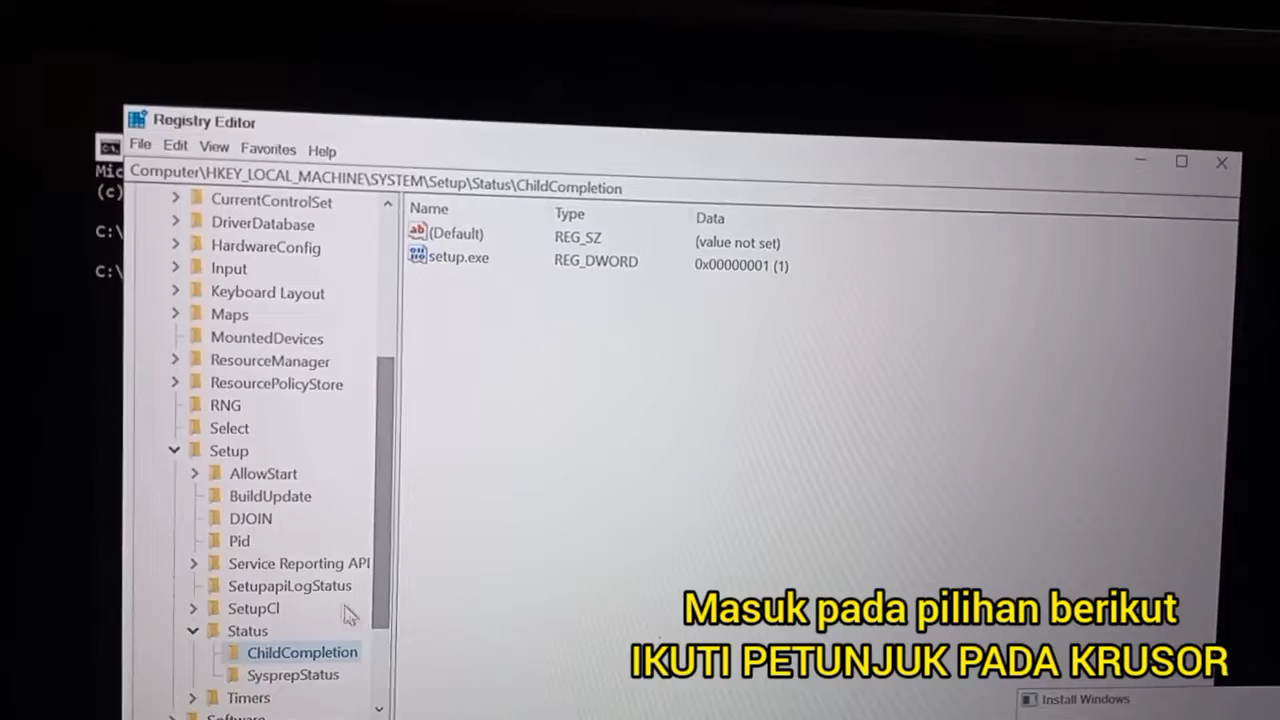 Registry Editor
File Edit View Favorites Help
Mic
(c)
C:\
C:\
Computer\HKEY_LOCAL_MACHINE\SYSTEM\Setup\Status\ChildCompletion
CurrentControlSet
DriverDatabase
HardwareConfig
Input
Keyboard Layout
Maps
MountedDevices
ResourceManager
ResourcePolicyStore
RNG
Select
Setup
AllowStart
BuildUpdate
DJOIN
Pid
Service Reporting API
SetupapiLogStatus
SetupCl
Status
ChildCompletion
SysprepStatus
Timers
Software
Name Type Data
(Default) REG_SZ (value not set)
setup.exe REG_DWORD 0x00000001 (1)
Masuk pada pilihan berikut
IKUTI PETUNJUK PADA KRUSOR
Install Windows